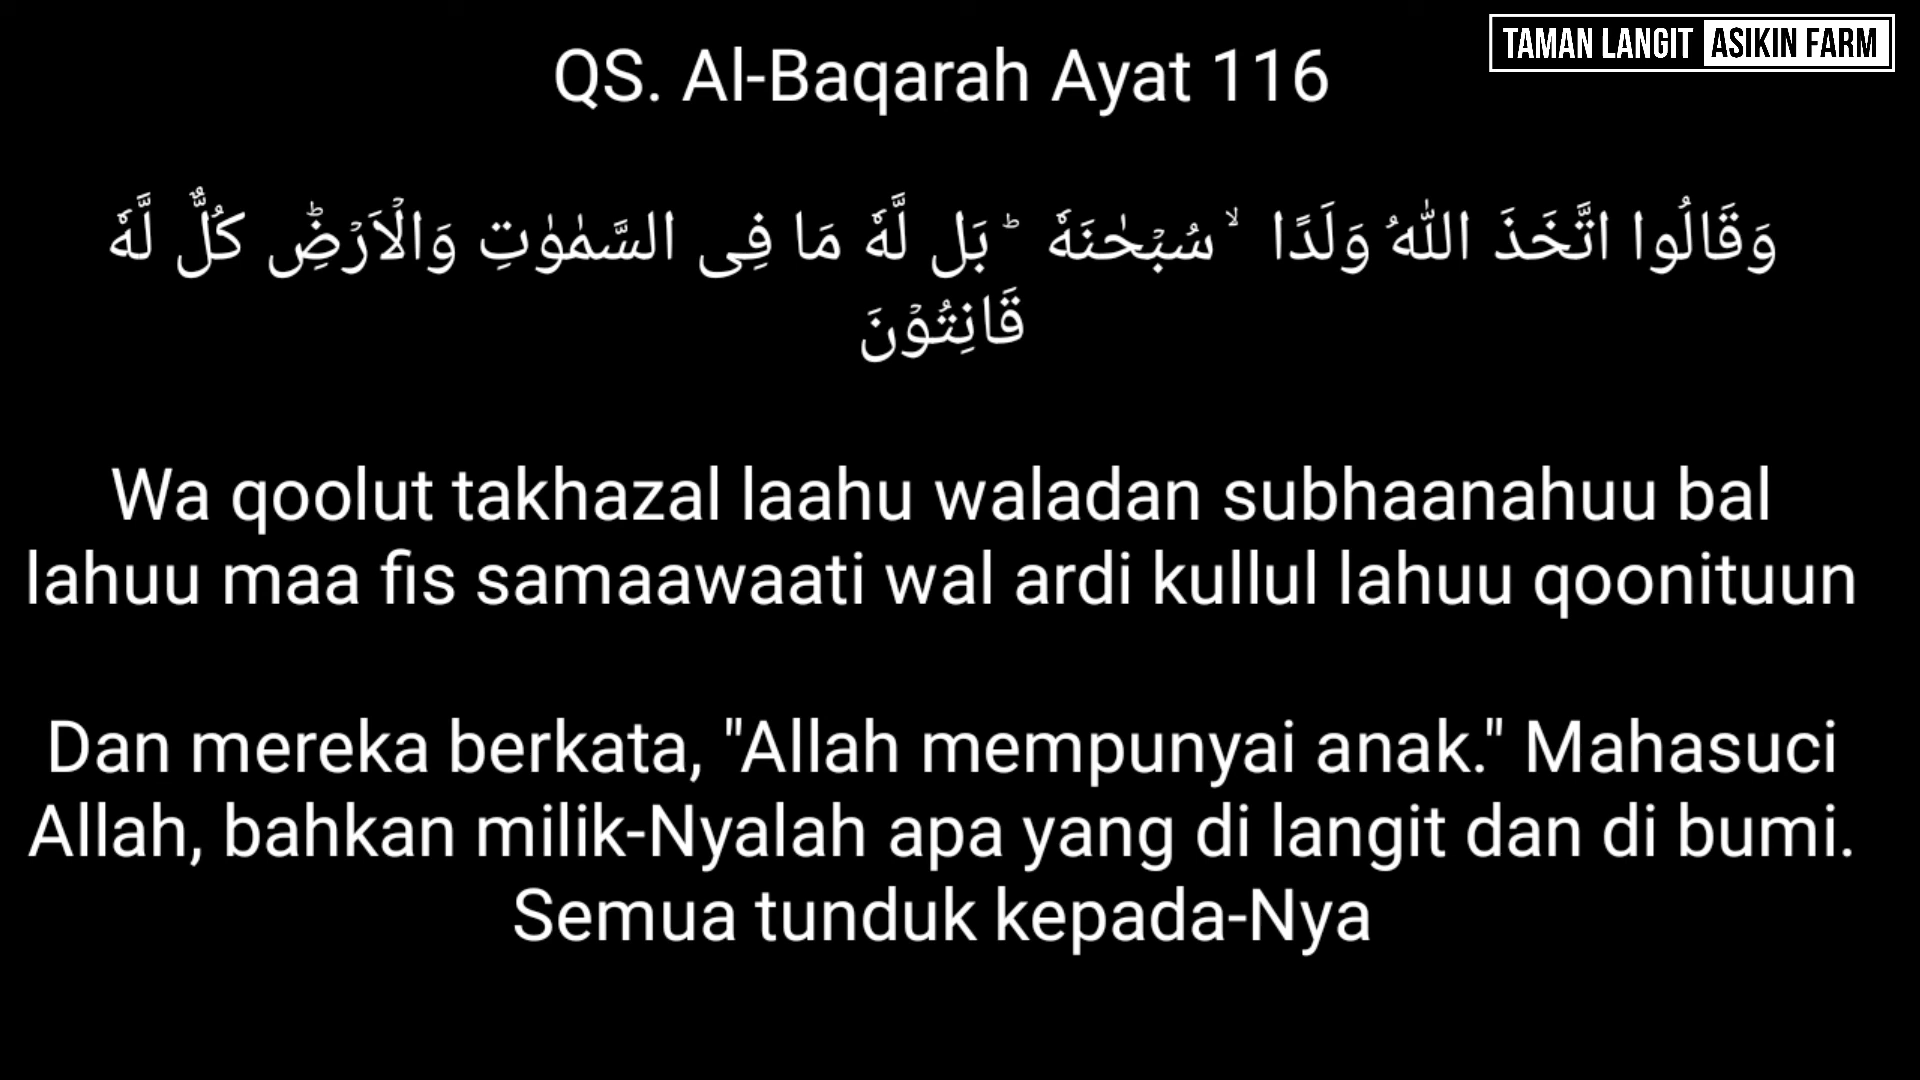 TAMAN LANGIT ASIKIN FARM
QS. Al-Baqarah Ayat 116
وَقَالُوا اتَّخَذَ اللّٰهُ وَلَدًا ۙ سُبْحٰنَهٗ ۗ بَل لَّهٗ مَا فِى السَّمٰوٰتِ وَالْاَرْضِۗ كُلٌّ لَّهٗ
قَانِتُوْنَ
Wa qoolut takhazal laahu waladan subhaanahuu bal
lahuu maa fis samaawaati wal ardi kullul lahuu qoonituun
Dan mereka berkata, "Allah mempunyai anak." Mahasuci
Allah, bahkan milik-Nyalah apa yang di langit dan di bumi.
Semua tunduk kepada-Nya